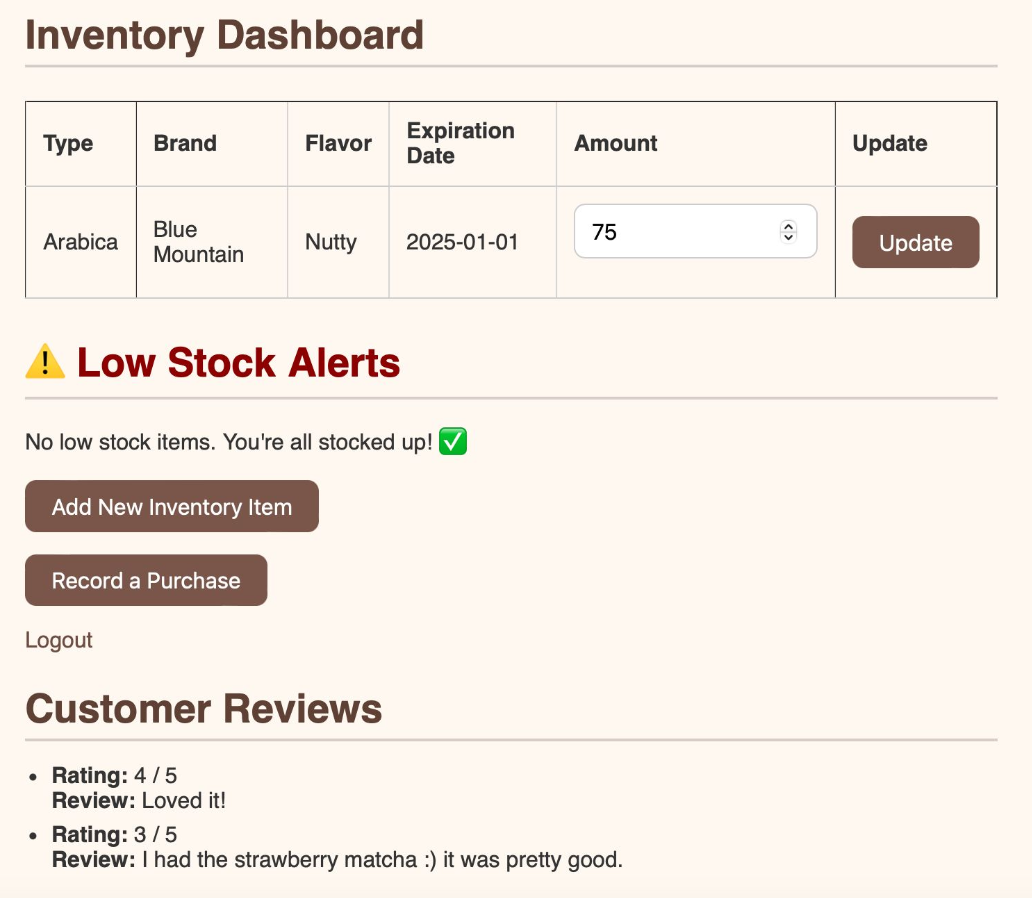 Inventory Dashboard
Type Brand Flavor Expiration Date Amount Update
Arabica Blue Mountain Nutty 2025-01-01 75 Update
⚠️ Low Stock Alerts
No low stock items. You're all stocked up! ✅
Add New Inventory Item
Record a Purchase
Logout
Customer Reviews
• Rating: 4 / 5
Review: Loved it!
• Rating: 3 / 5
Review: I had the strawberry matcha :) it was pretty good.